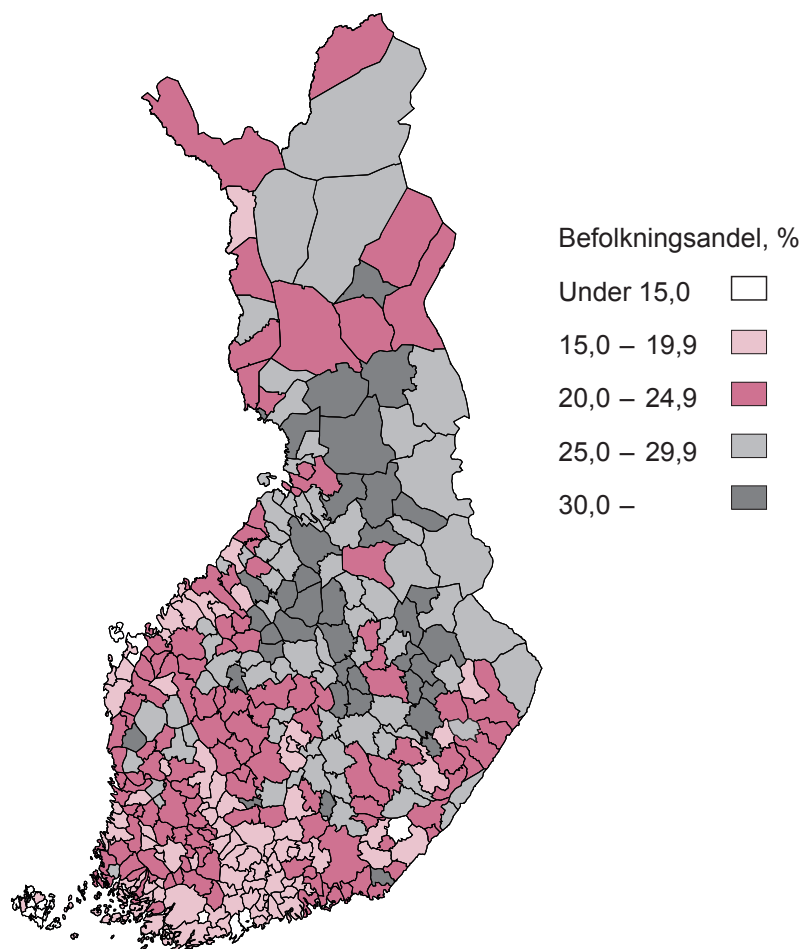 Befolkningsandel, %
Under 15,0
15,0 – 19,9
20,0 – 24,9
25,0 – 29,9
30,0 –